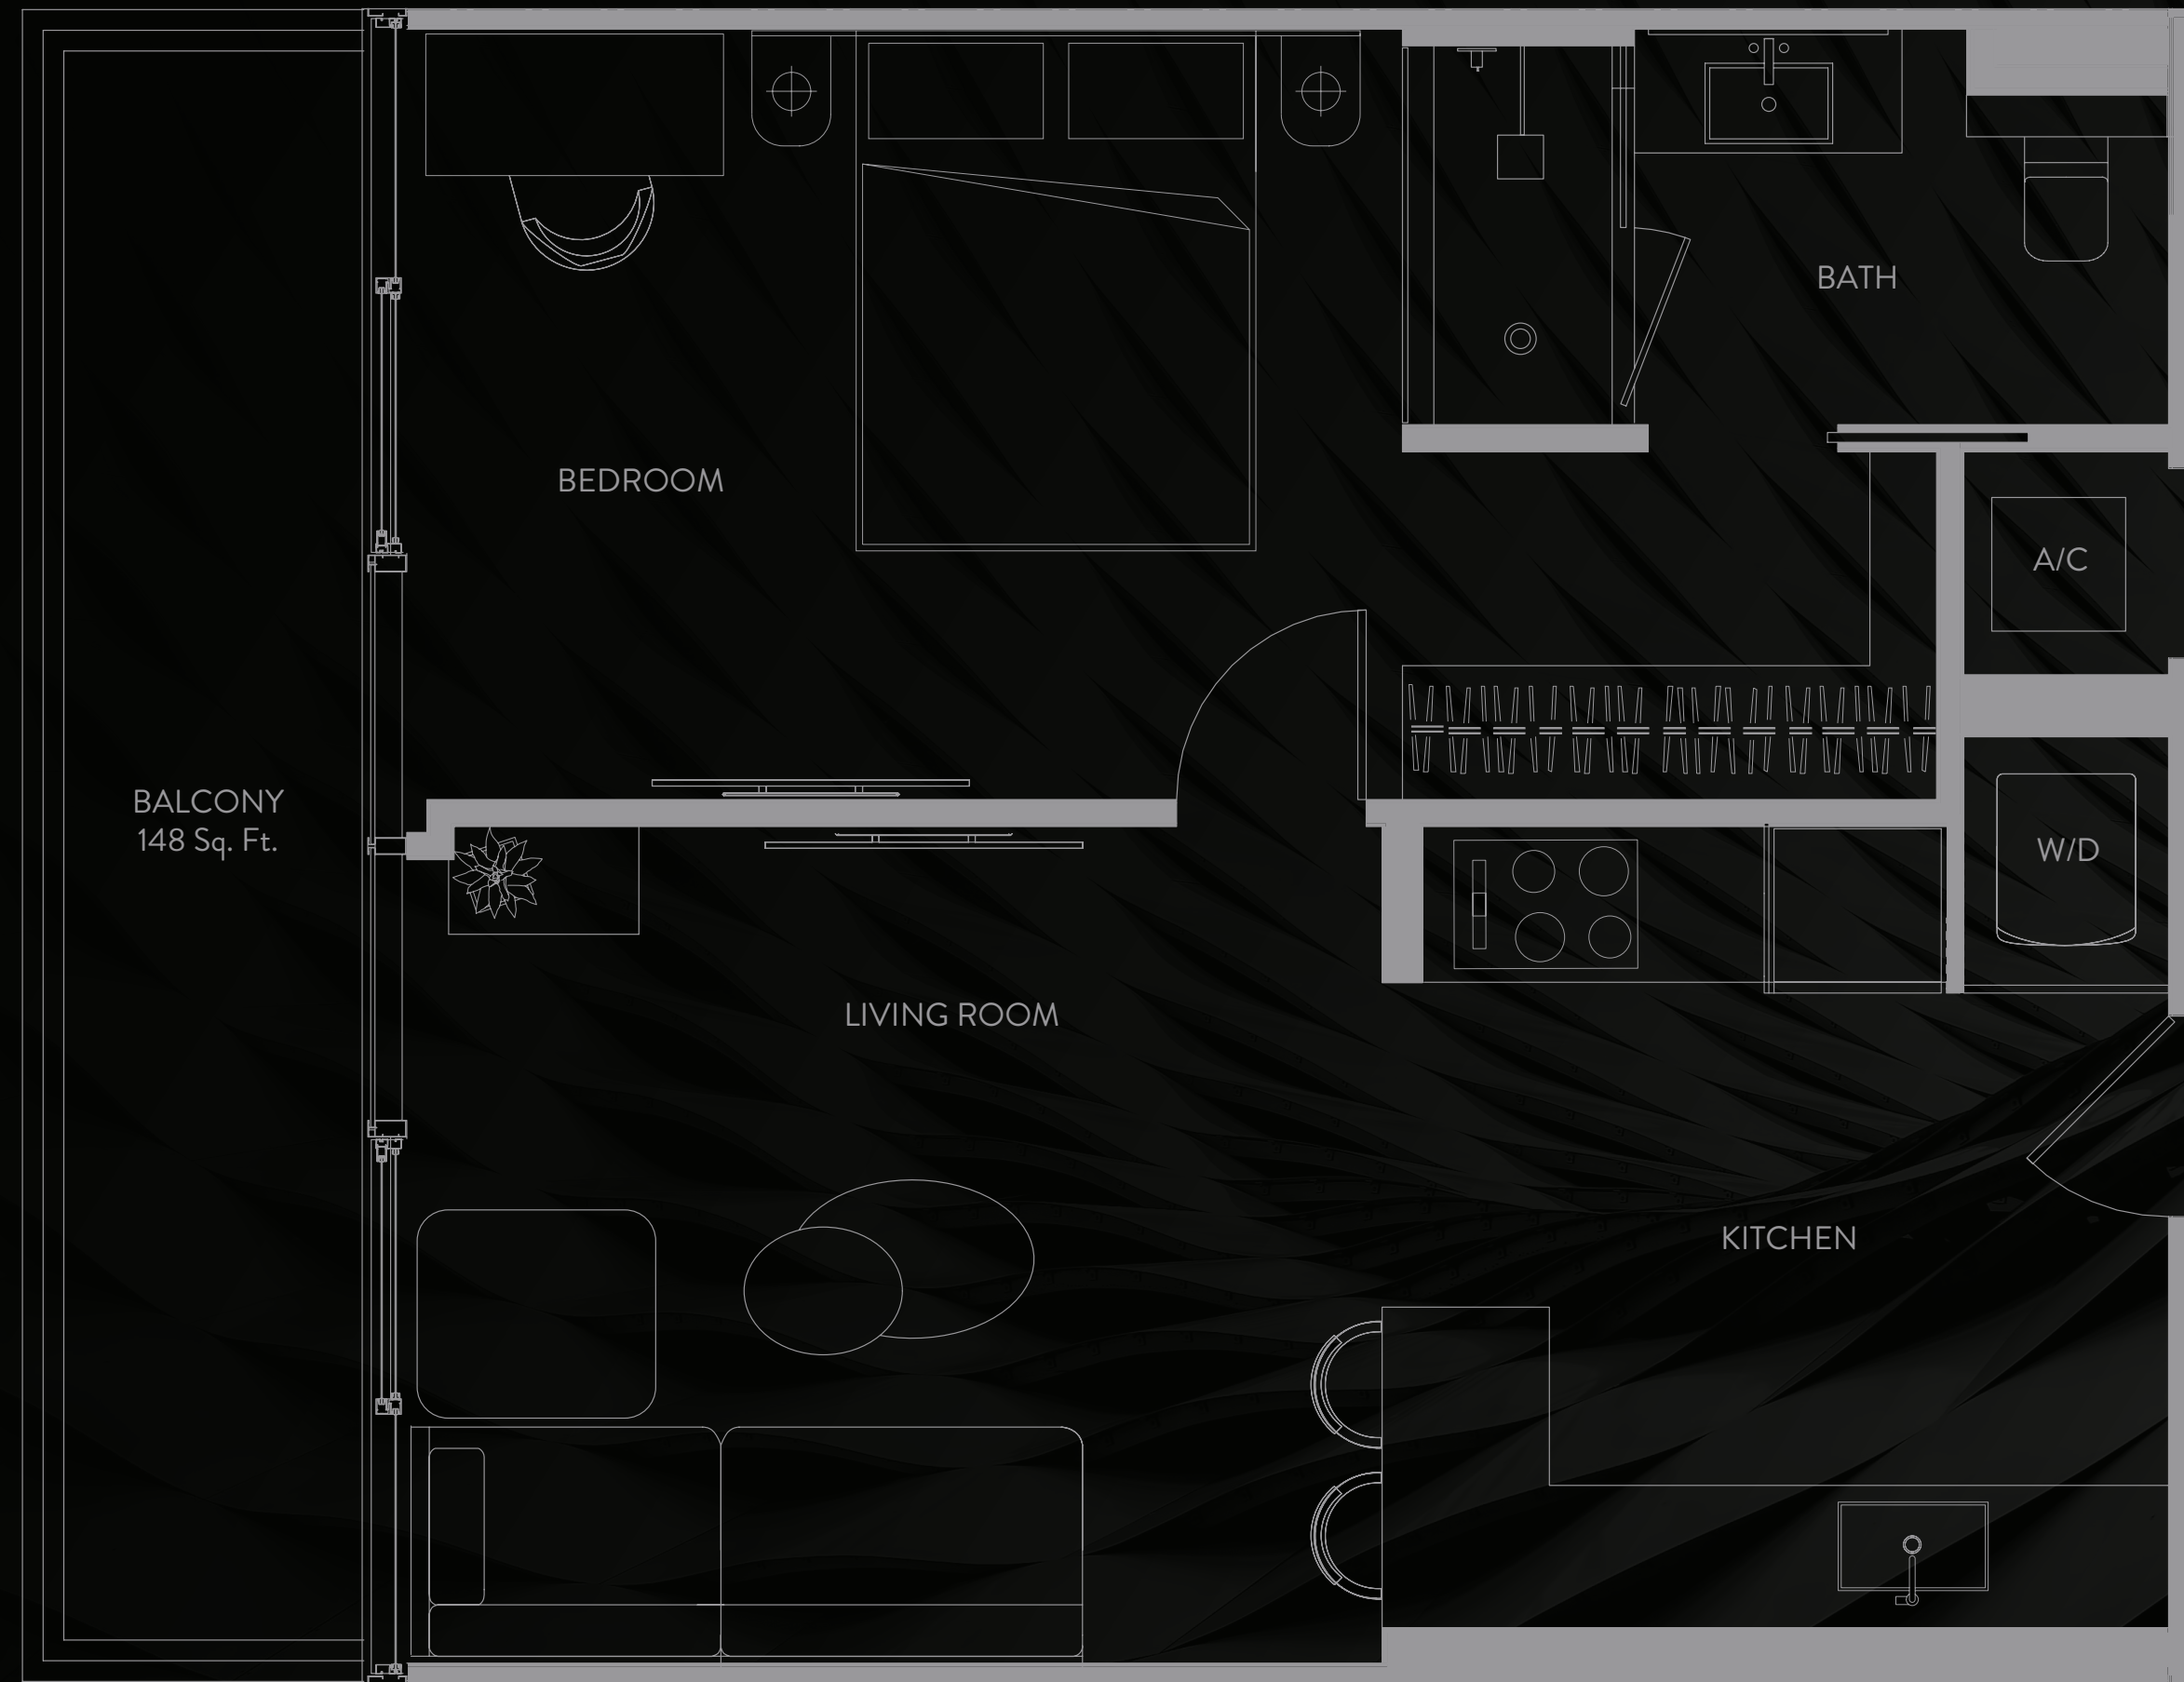 BATH
BEDROOM
A/C
BALCONY
148 Sq. Ft.
W/D
LIVING ROOM
KITCHEN